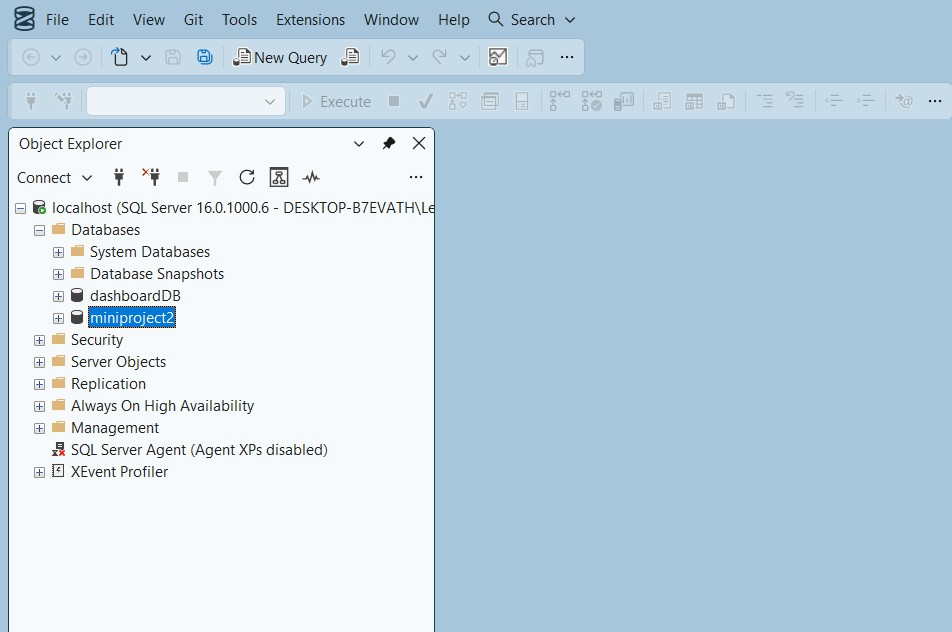 File Edit View Git Tools Extensions Window Help Search
New Query
Execute
Object Explorer
Connect
localhost (SQL Server 16.0.1000.6 - DESKTOP-B7EVATH\Le
Databases
System Databases
Database Snapshots
dashboardDB
miniproject2
Security
Server Objects
Replication
Always On High Availability
Management
SQL Server Agent (Agent XPs disabled)
XEvent Profiler